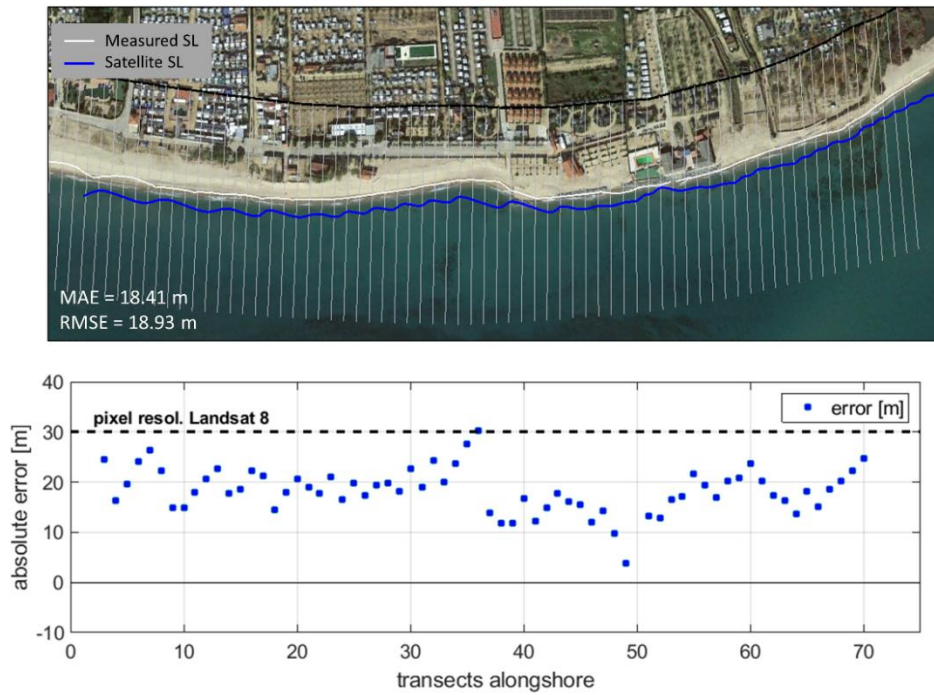 Measured SL
Satellite SL
MAE = 18.41 m
RMSE = 18.93 m
40
30
20
10
0
-10
absolute error [m]
pixel resol. Landsat 8
error [m]
0
10
20
30
40
50
60
70
transects alongshore